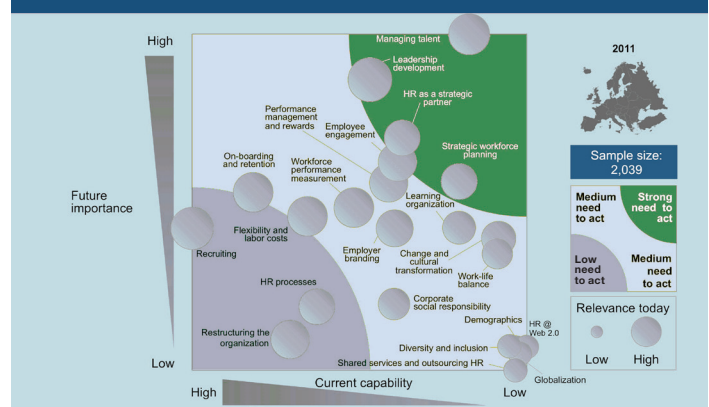 High
Future
importance
Low
Managing talent
Leadership
development
HR as a strategic
partner
Performance
management
and rewards
Employee
engagement
Strategic workforce
planning
On-boarding
and retention
Workforce
performance
measurement
Learning
organization
Flexibility and
labor costs
Recruiting
Employer
branding
Change and
cultural
transformation
Work-life
balance
HR processes
Corporate
social responsibility
Restructuring the
organization
Demographics
HR @
Web 2.0
Diversity and inclusion
Shared services and outsourcing HR
Globalization
High
Current capability
Low
2011
Sample size:
2,039
Medium
need
to act
Strong
need to
act
Low
need
to act
Medium
need
to act
Relevance today
Low
High